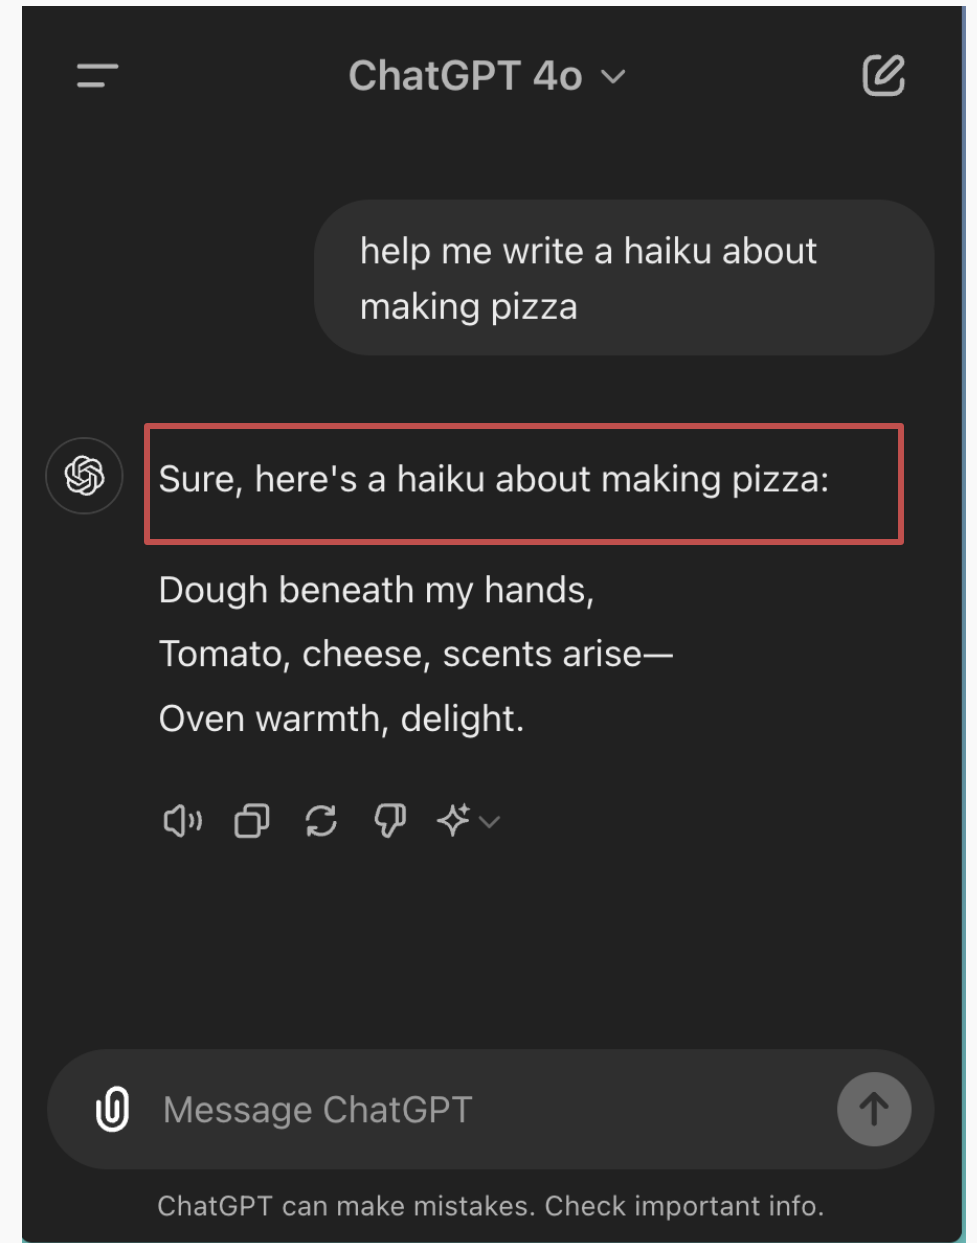 ChatGPT 4o
help me write a haiku about
making pizza
Sure, here's a haiku about making pizza:
Dough beneath my hands,
Tomato, cheese, scents arise—
Oven warmth, delight.
Message ChatGPT
ChatGPT can make mistakes. Check important info.